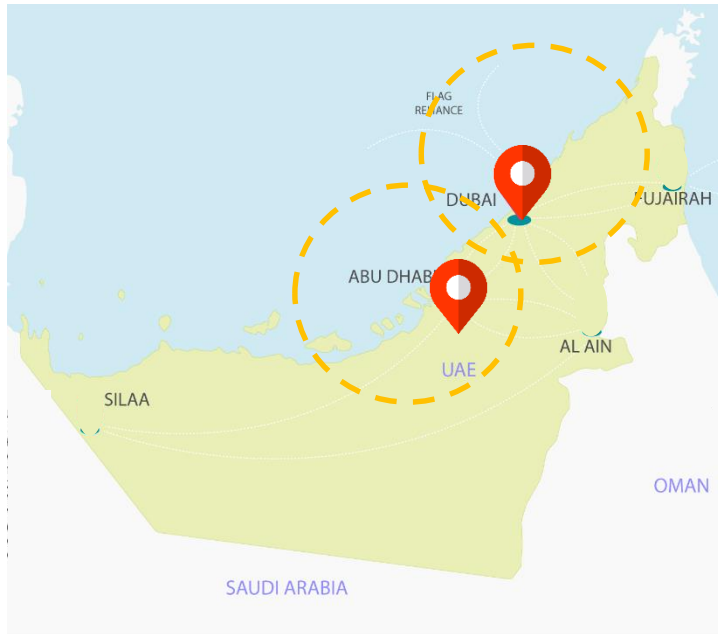 FLAG
RELIANCE
DUBAI
FUJAIRAH
ABU DHABI
AL AIN
UAE
SILAA
OMAN
SAUDI ARABIA